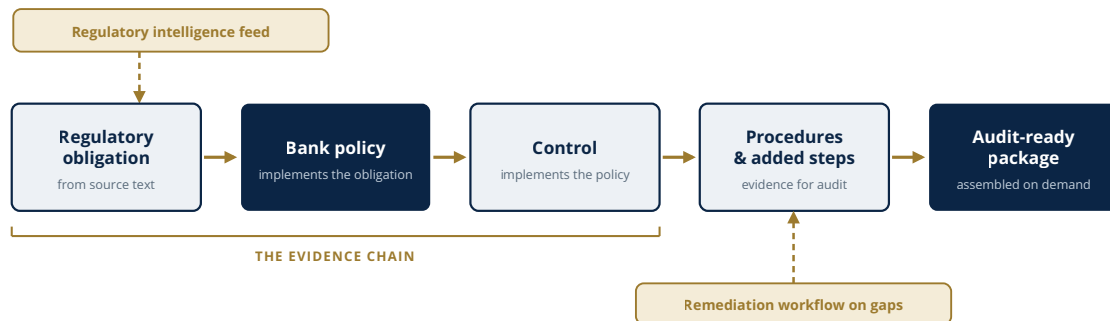 Regulatory intelligence feed
Regulatory
obligation
from source text
Bank policy
implements the obligation
Control
implements the policy
Procedures
& added steps
evidence for audit
Audit-ready
package
assembled on demand
THE EVIDENCE CHAIN
Remediation workflow on gaps